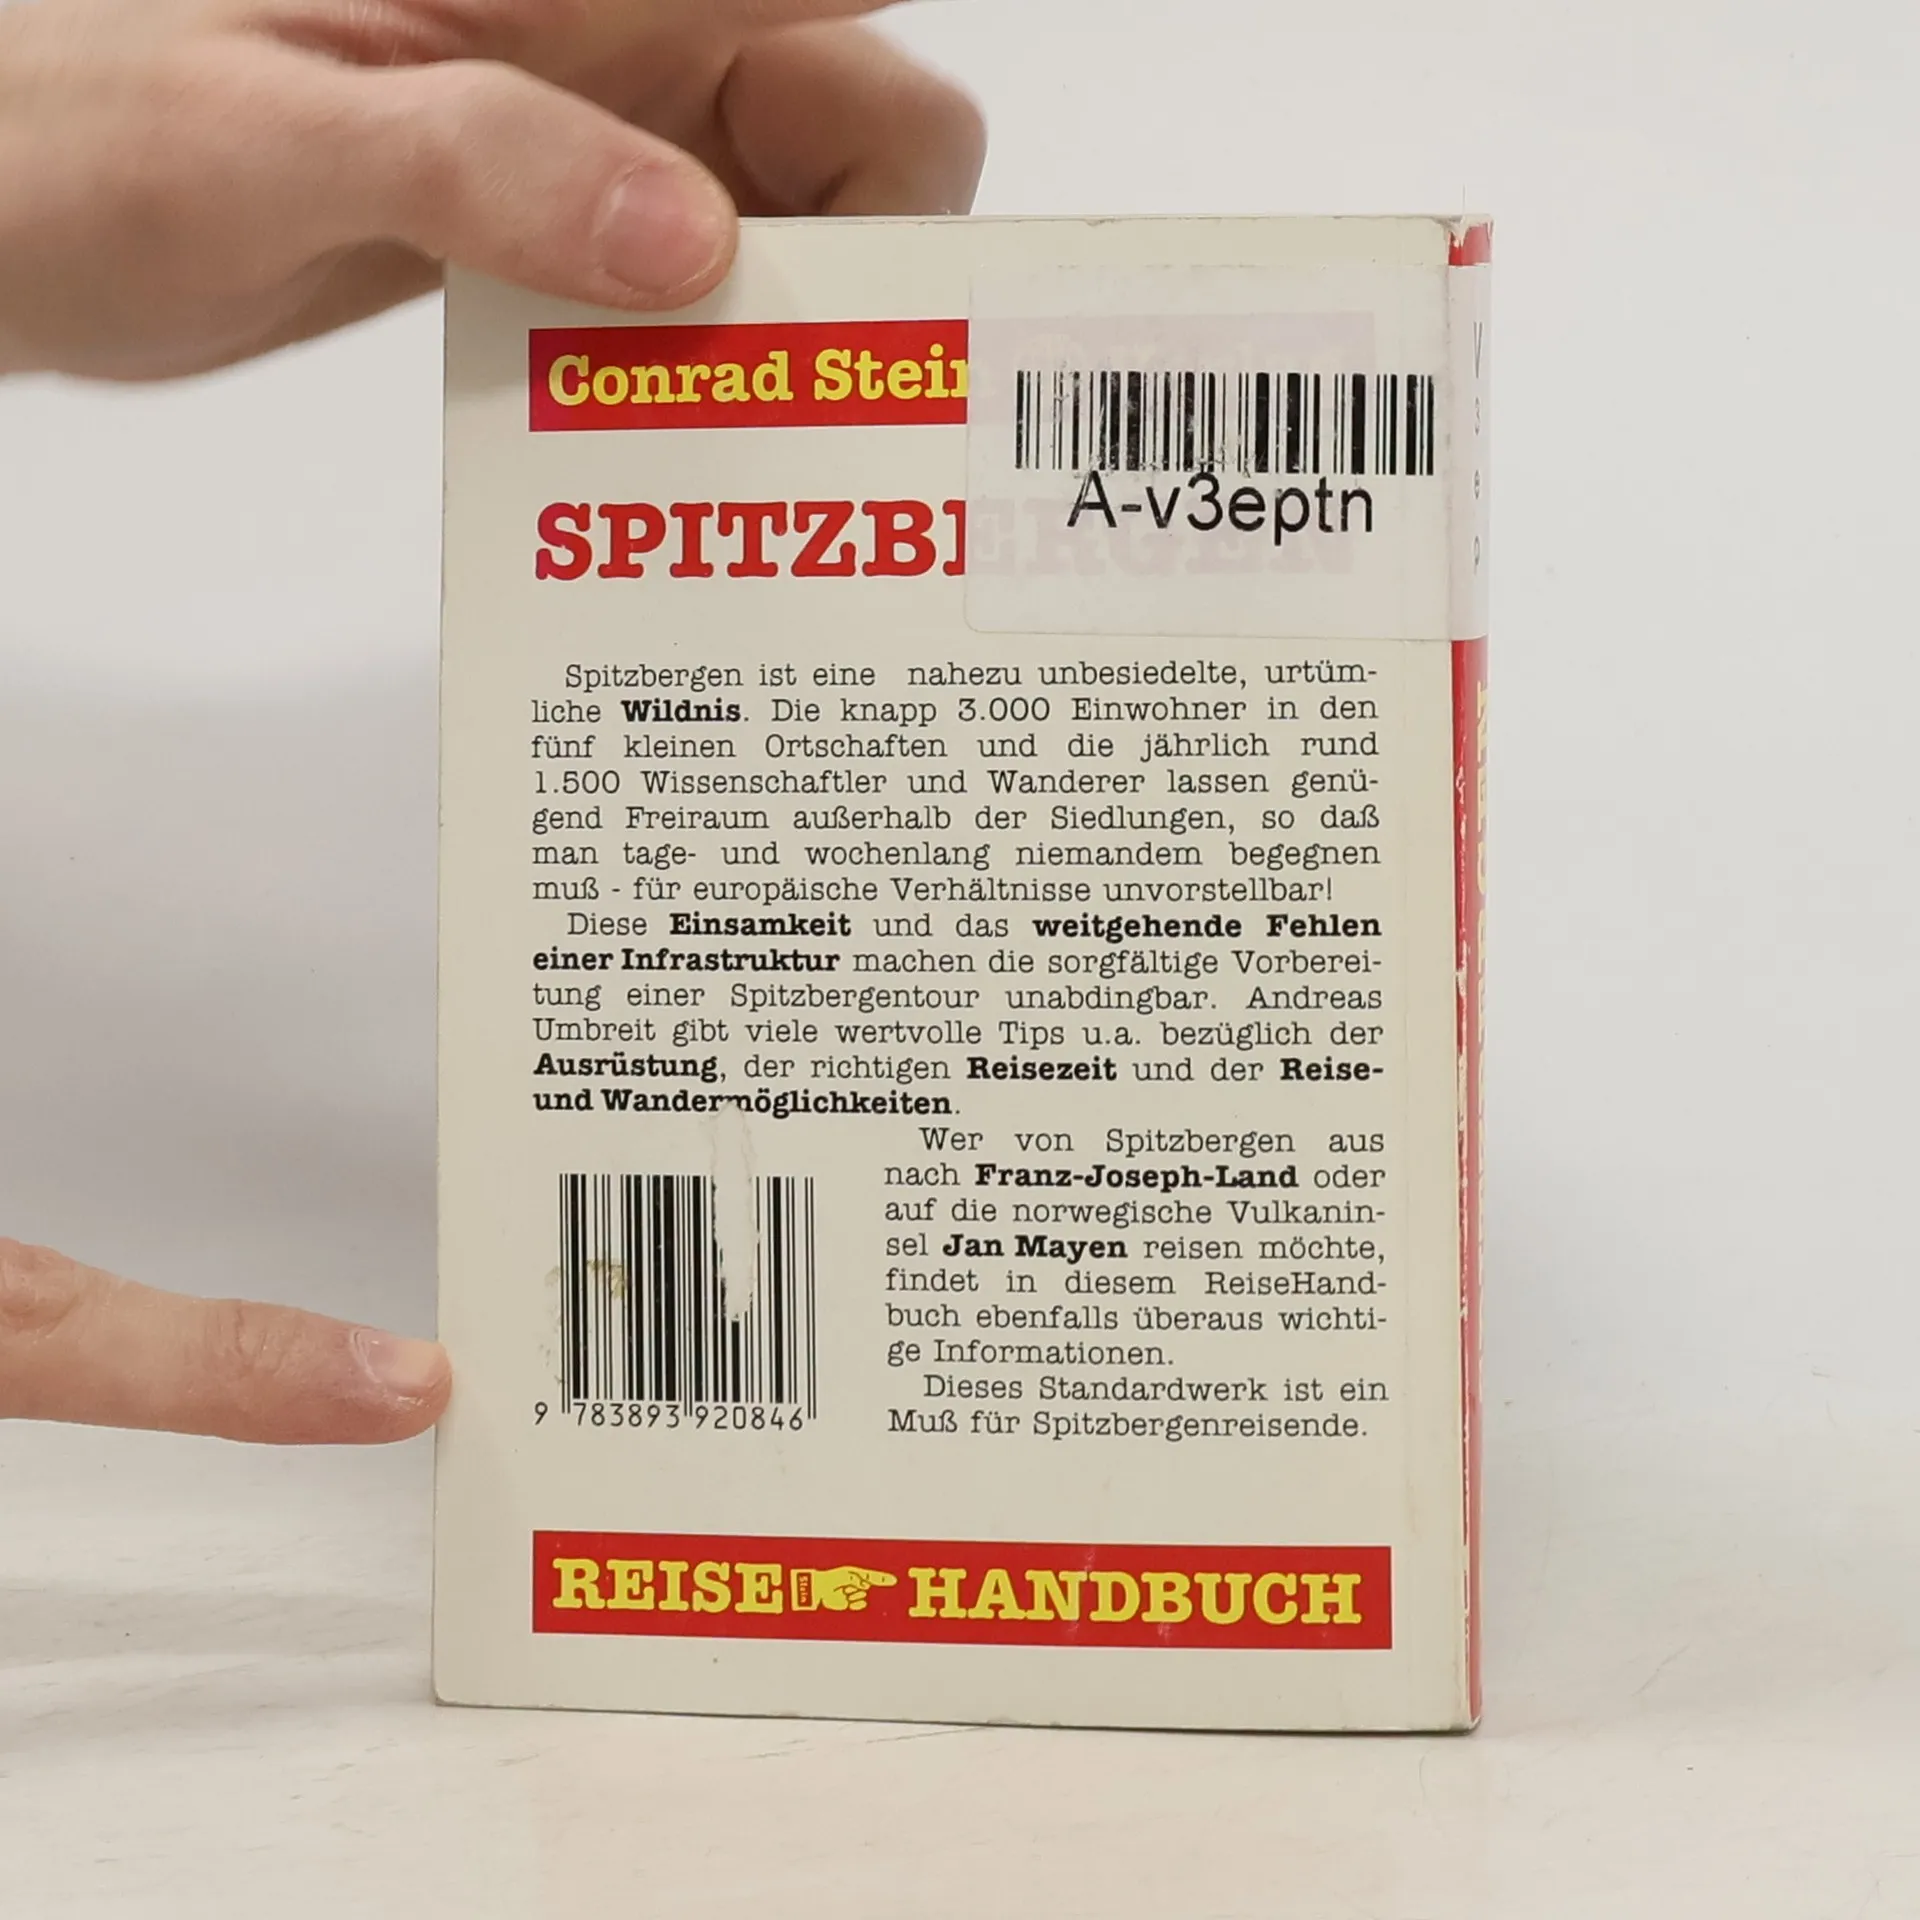 Conrad Stein
A-v3eptn
SPITZBERGEN
Spitzbergen ist eine nahezu unbesiedelte, urtüm-
liche Wildnis. Die knapp 3.000 Einwohner in den
fünf kleinen Ortschaften und die jährlich rund
1.500 Wissenschaftler und Wanderer lassen genü-
gend Freiraum außerhalb der Siedlungen, so daß
man tage- und wochenlang niemandem begegnen
muß - für europäische Verhältnisse unvorstellbar!
Diese Einsamkeit und das weitgehende Fehlen
einer Infrastruktur machen die sorgfältige Vorberei-
tung einer Spitzbergentour unabdingbar. Andreas
Umbreit gibt viele wertvolle Tips u.a. bezüglich der
Ausrüstung, der richtigen Reisezeit und der Reise-
und Wandermöglichkeiten.
Wer von Spitzbergen aus
nach Franz-Joseph-Land oder
auf die norwegische Vulkanin-
sel Jan Mayen reisen möchte,
findet in diesem ReiseHand-
buch ebenfalls überaus wichti-
ge Informationen.
Dieses Standardwerk ist ein
Muß für Spitzbergenreisende.
9 783893 920846
REISE Stein HANDBUCH